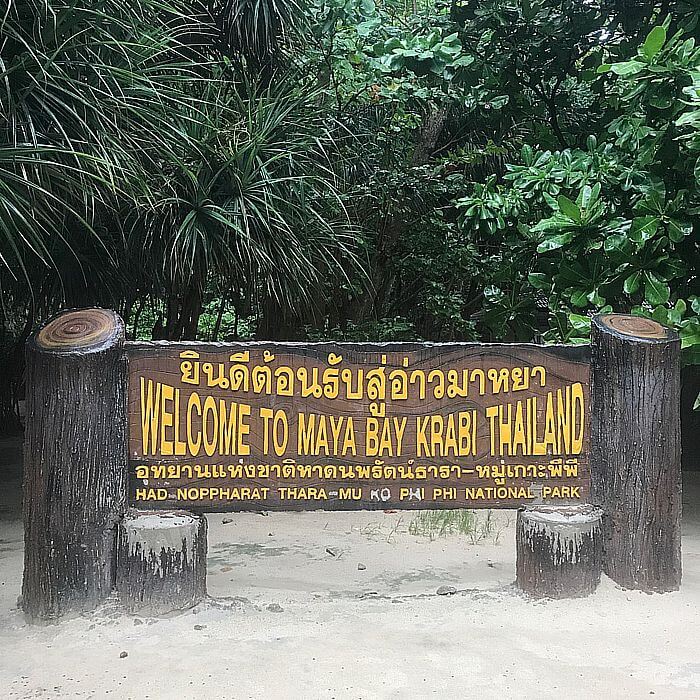 ยินดีต้อนรับสู่อ่าวมาหยา
WELCOME TO MAYA BAY KRABI THAILAND
อุทยานแห่งชาติหาดนพรัตน์ธารา-หมู่เกาะพีพี
HAD NOPPHARAT THARA-MU KO PHI PHI NATIONAL PARK